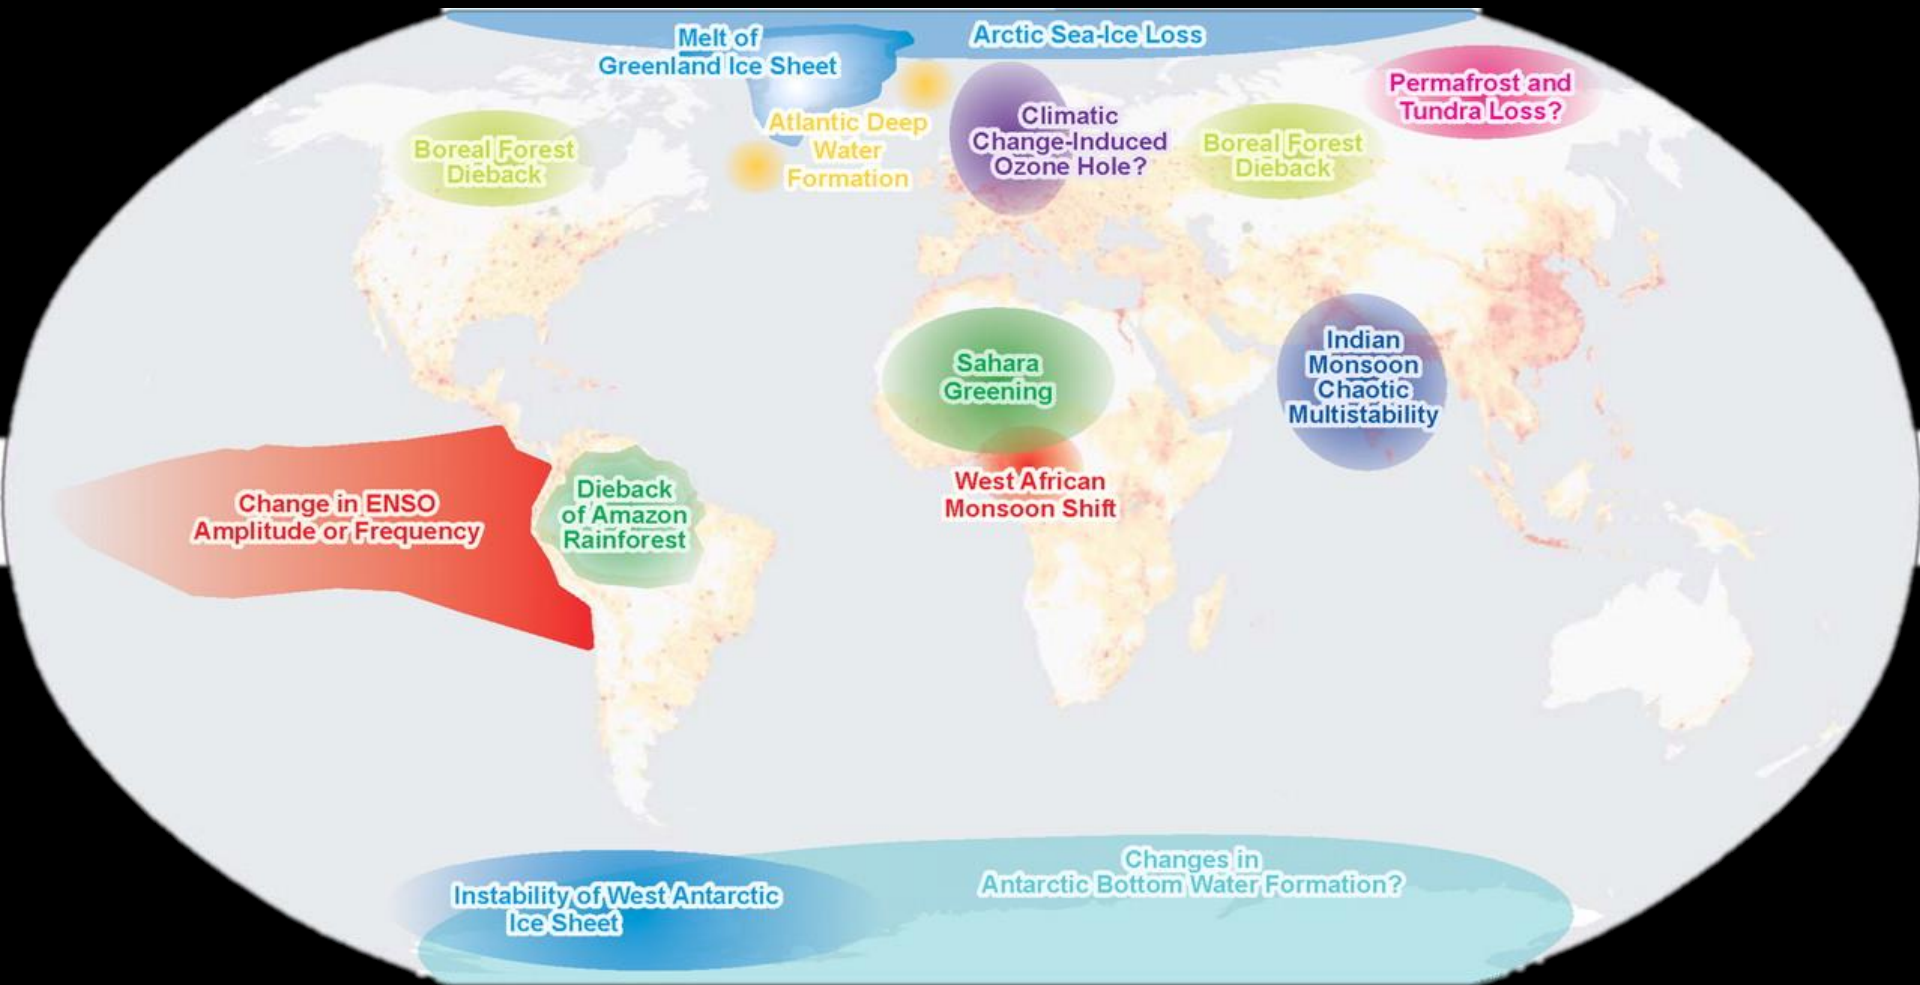 Melt of
Greenland Ice Sheet
Arctic Sea-Ice Loss
Permafrost and
Tundra Loss?
Atlantic Deep
Water
Formation
Climatic
Change-Induced
Ozone Hole?
Boreal Forest
Dieback
Boreal Forest
Dieback
Sahara
Greening
Indian
Monsoon
Chaotic
Multistability
West African
Monsoon Shift
Change in ENSO
Amplitude or Frequency
Dieback
of Amazon
Rainforest
Changes in
Antarctic Bottom Water Formation?
Instability of West Antarctic
Ice Sheet